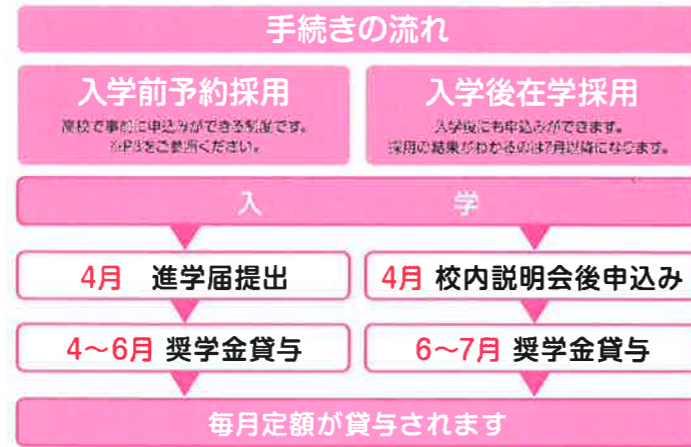 手続きの流れ
入学前予約採用
高校で事前に申込みができる制度です。
※P3をご参照ください。
入学後在学採用
入学後にも申込みができます。
採用の結果がわかるのは7月以降になります。
入 学
4月 進学届提出
4〜6月 奨学金貸与
4月 校内説明会後申込み
6〜7月 奨学金貸与
毎月定額が貸与されます